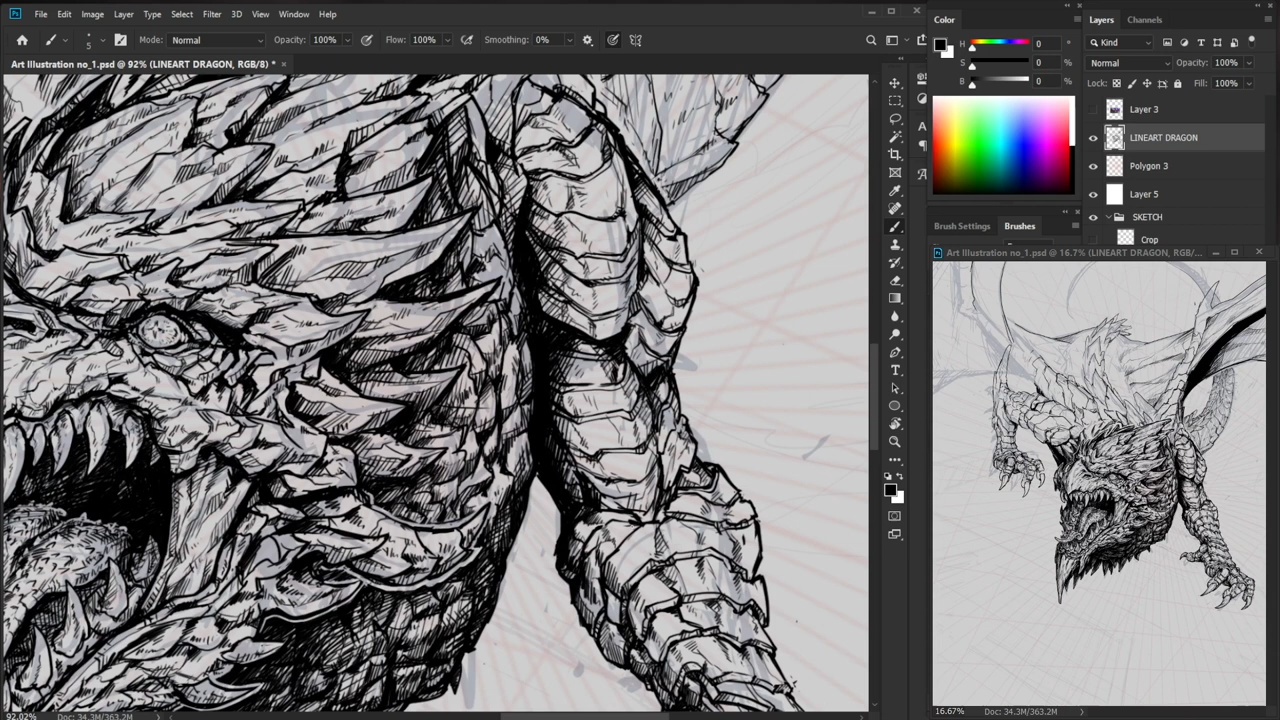 Ps File Edit Image Layer Type Select Filter 3D View Window Help
5 Mode: Normal Opacity: 100% Flow: 100% Smoothing: 0%
Art Illustration no_1.psd @ 92% (LINEART DRAGON, RGB/8) *
92.02% Doc: 34.3M/363.2M
Color
H 0 °
S 0 %
B 0 %
Brush Settings Brushes
Layers Channels
Kind
Normal Opacity: 100%
Lock: Fill: 100%
Layer 3
LINEART DRAGON
Polygon 3
Layer 5
SKETCH
Crop
Art Illustration no_1.psd @ 16.7% (LINEART DRAGON, RGB/...
16.67% Doc: 34.3M/363.2M